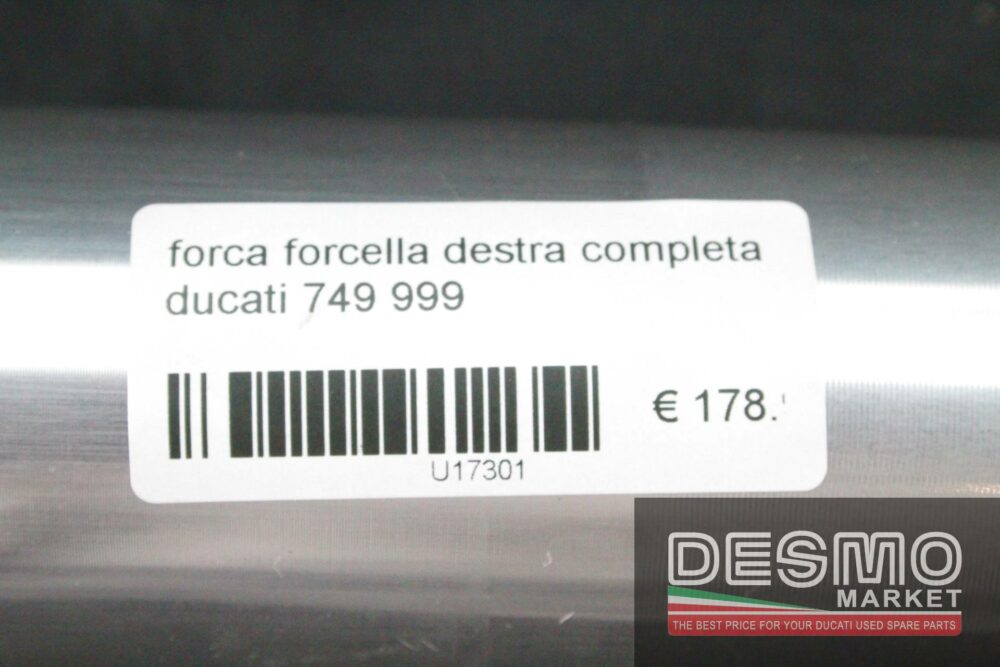 forca forcella destra completa
ducati 749 999
€ 178.
U17301
DESMO
MARKET
THE BEST PRICE FOR YOUR DUCATI USED SPARE PARTS